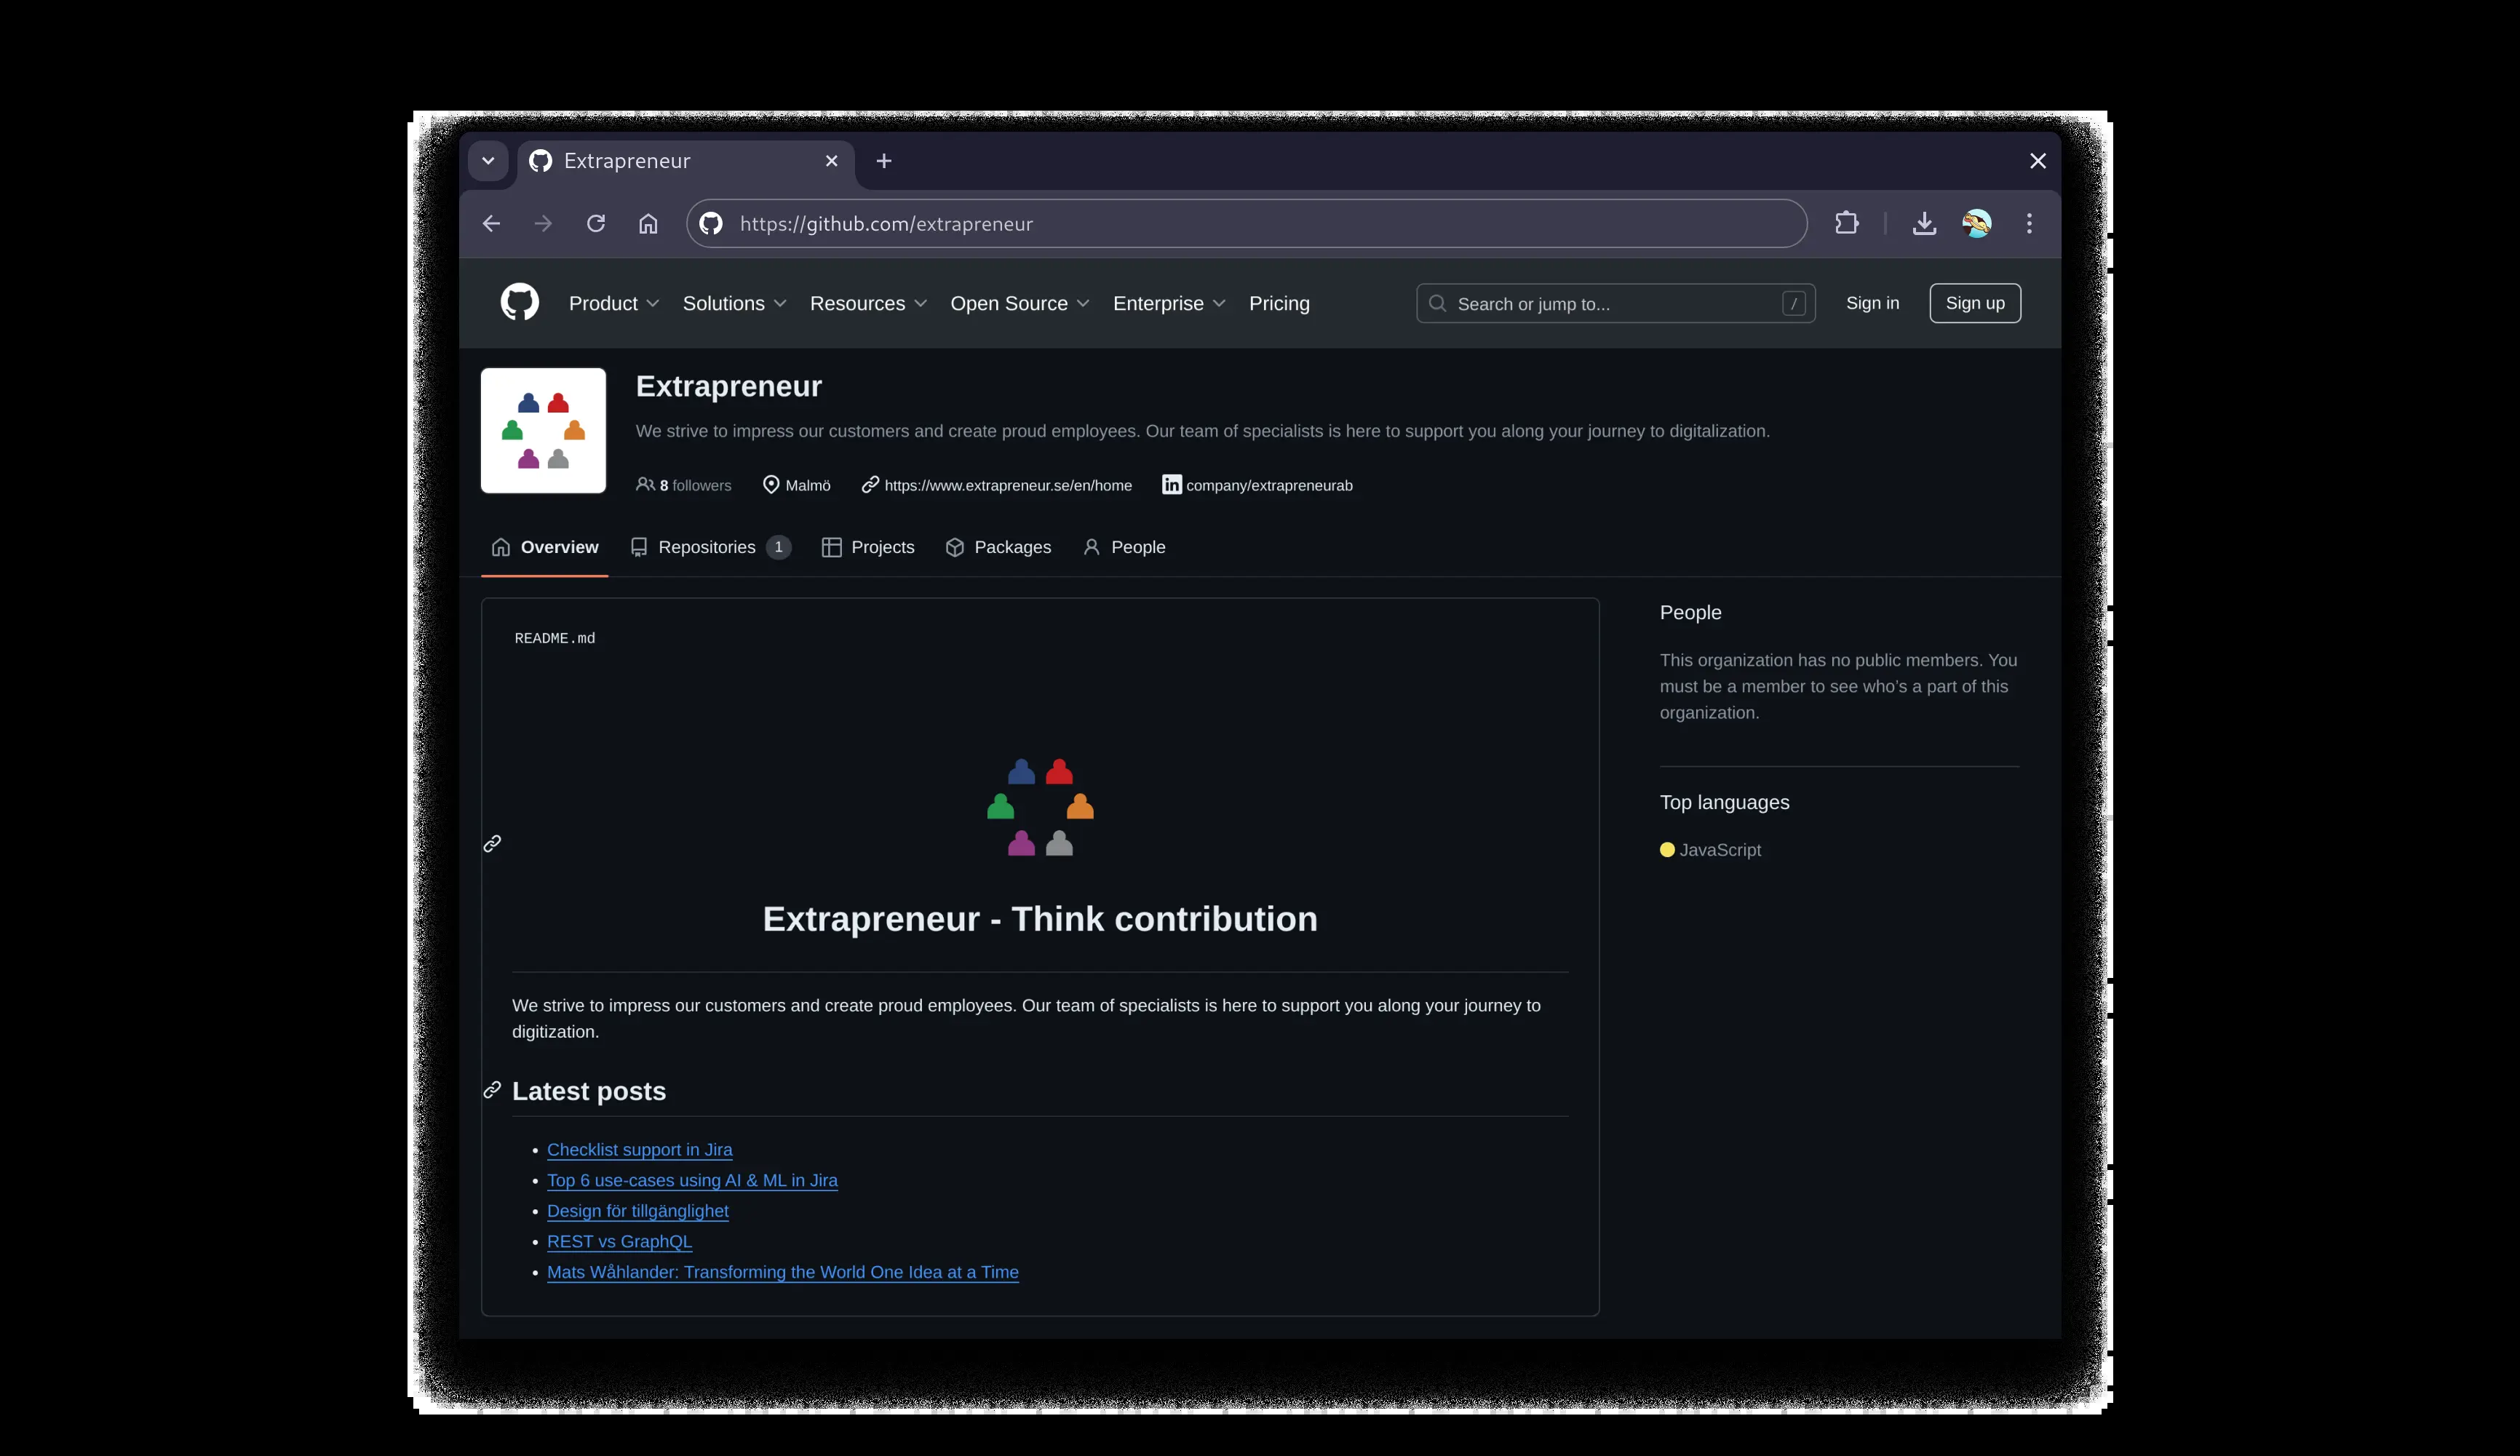 Extrapreneur
https://github.com/extrapreneur
Product Solutions Resources Open Source Enterprise Pricing Search or jump to... / Sign in Sign up
Extrapreneur
We strive to impress our customers and create proud employees. Our team of specialists is here to support you along your journey to digitalization.
8 followers Malmö https://www.extrapreneur.se/en/home in company/extrapreneurab
Overview Repositories 1 Projects Packages People
README.md
Extrapreneur - Think contribution
We strive to impress our customers and create proud employees. Our team of specialists is here to support you along your journey to
digitization.
Latest posts
Checklist support in Jira
Top 6 use-cases using AI & ML in Jira
Design för tillgänglighet
REST vs GraphQL
Mats Wåhlander: Transforming the World One Idea at a Time
People
This organization has no public members. You
must be a member to see who’s a part of this
organization.
Top languages
JavaScript